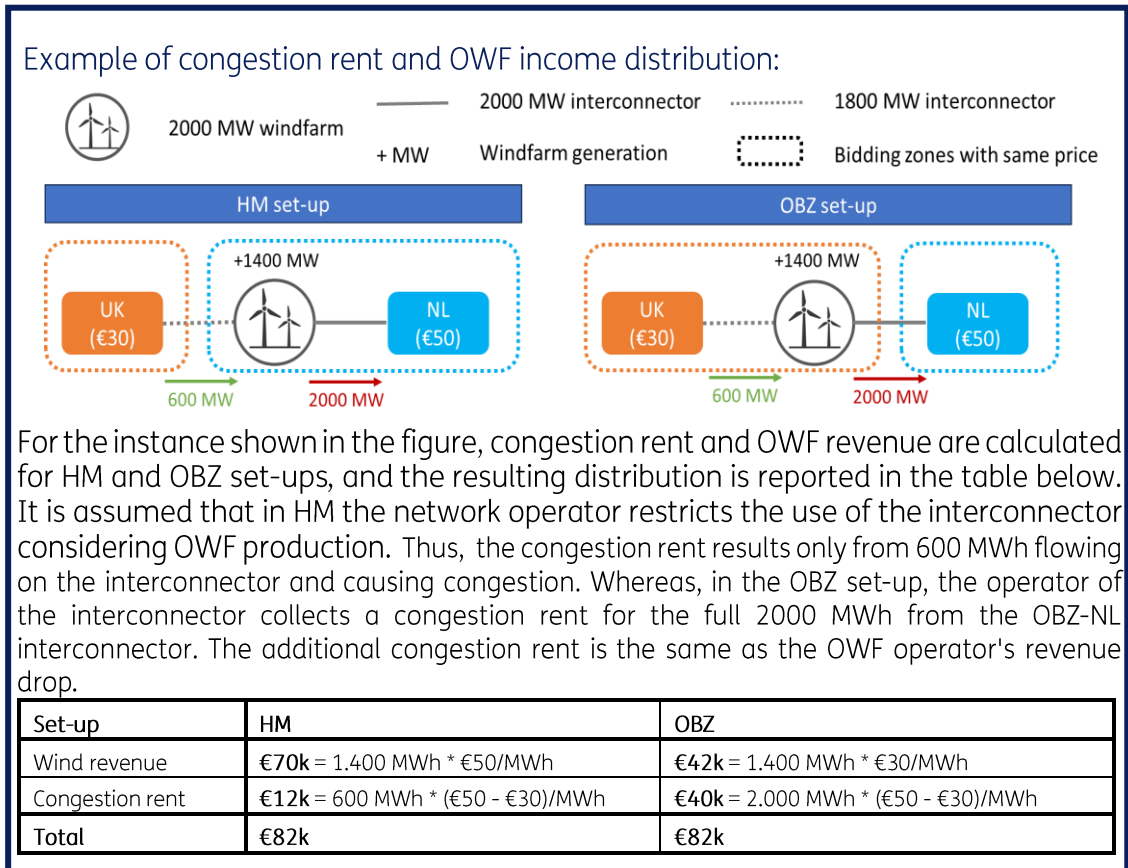 Example of congestion rent and OWF income distribution:
2000 MW windfarm
2000 MW interconnector
1800 MW interconnector
+ MW
Windfarm generation
Bidding zones with same price
HM set-up
OBZ set-up
+1400 MW
+1400 MW
UK
(€30)
NL
(€50)
UK
(€30)
NL
(€50)
600 MW
2000 MW
600 MW
2000 MW
For the instance shown in the figure, congestion rent and OWF revenue are calculated
for HM and OBZ set-ups, and the resulting distribution is reported in the table below.
It is assumed that in HM the network operator restricts the use of the interconnector
considering OWF production. Thus, the congestion rent results only from 600 MWh flowing
on the interconnector and causing congestion. Whereas, in the OBZ set-up, the operator of
the interconnector collects a congestion rent for the full 2000 MWh from the OBZ-NL
interconnector. The additional congestion rent is the same as the OWF operator's revenue
drop.
Set-up HM OBZ
Wind revenue €70k = 1.400 MWh * €50/MWh €42k = 1.400 MWh * €30/MWh
Congestion rent €12k = 600 MWh * (€50 - €30)/MWh €40k = 2.000 MWh * (€50 - €30)/MWh
Total €82k €82k